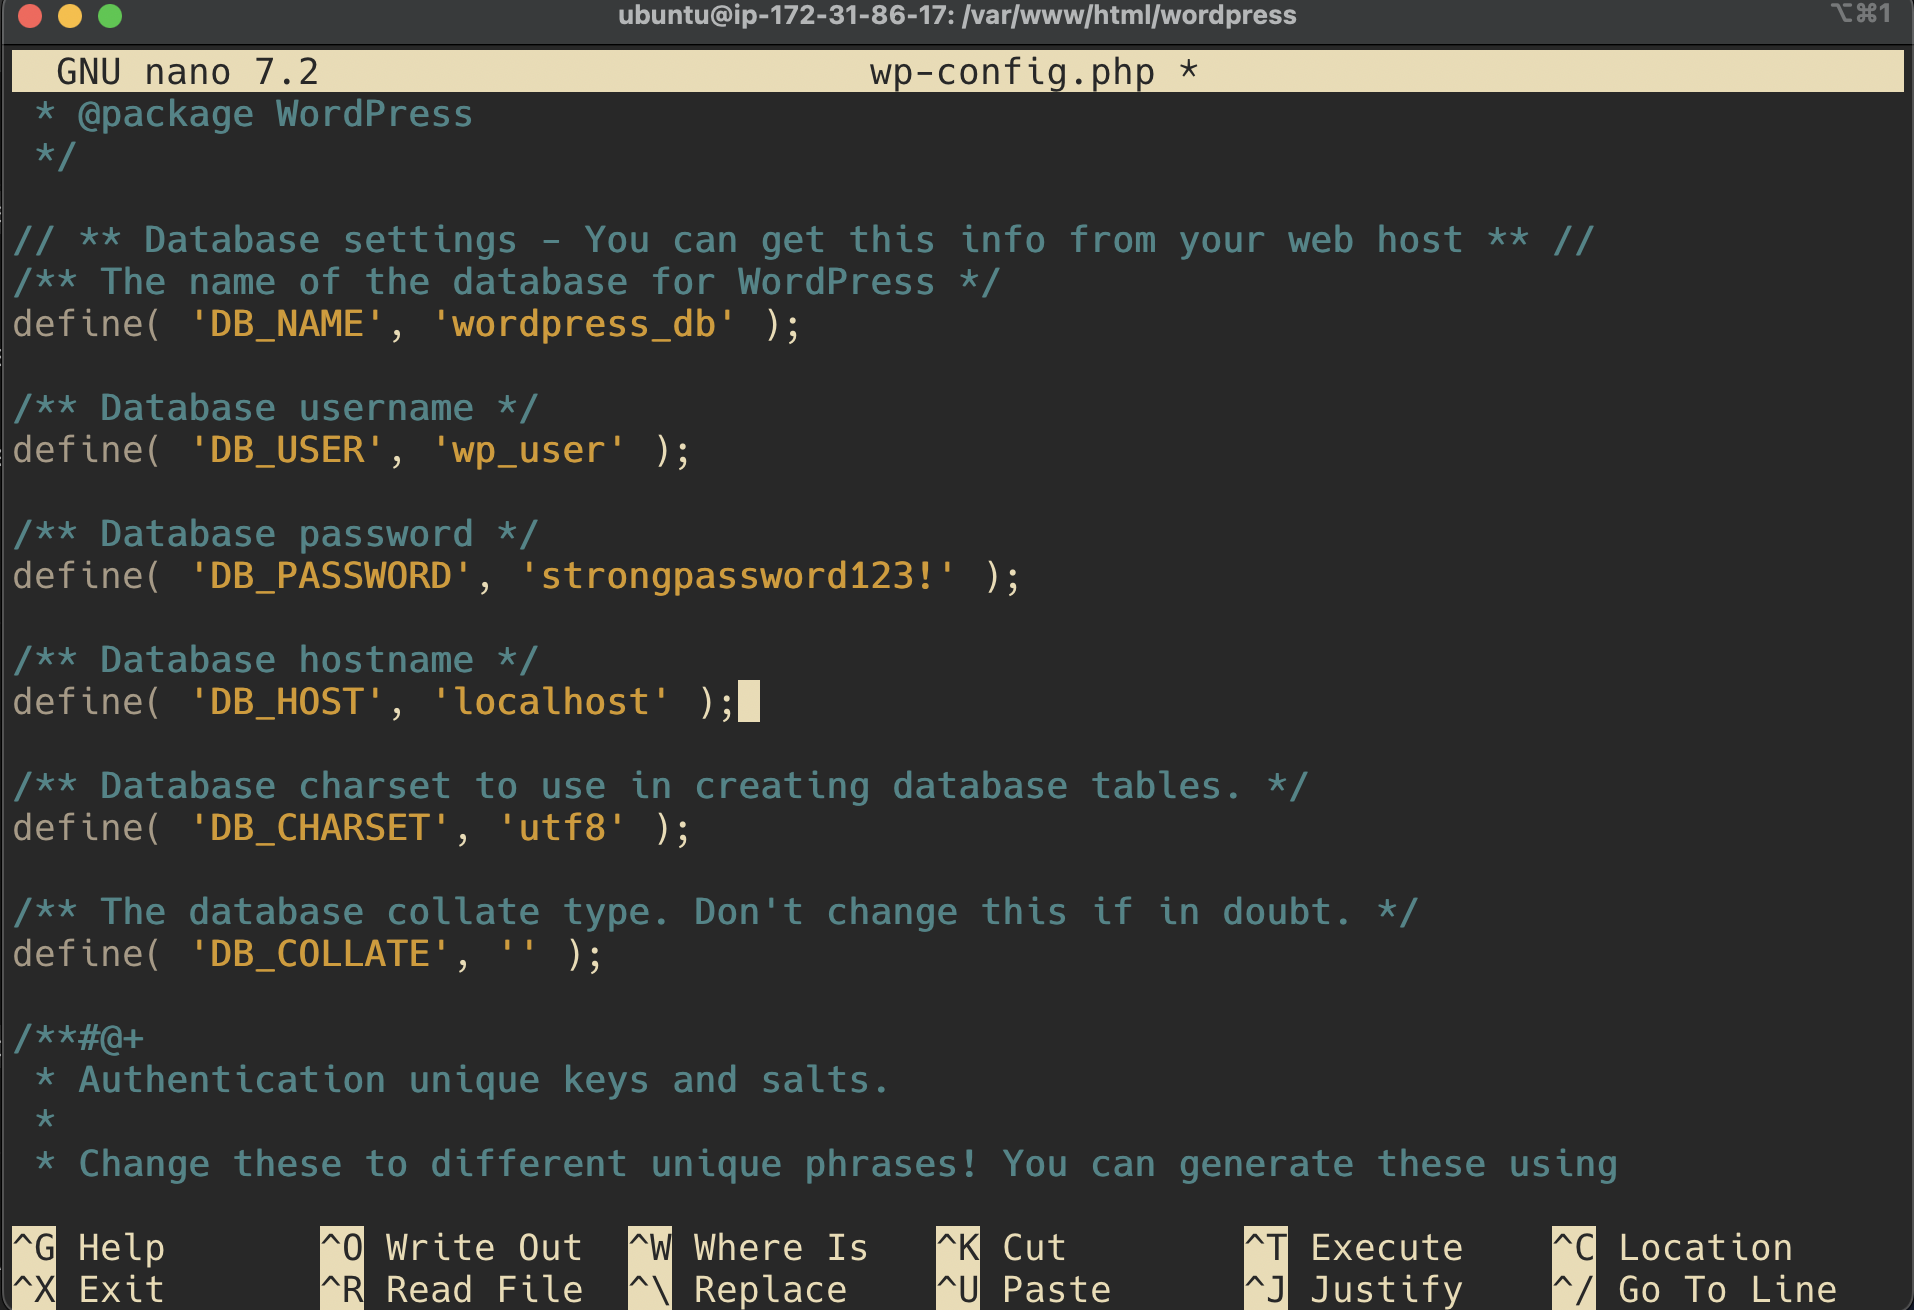 ubuntu@ip-172-31-86-17: /var/www/html/wordpress ⌥⌘1
GNU nano 7.2 wp-config.php *
* @package WordPress
*/
// ** Database settings - You can get this info from your web host ** //
/** The name of the database for WordPress */
define( 'DB_NAME', 'wordpress_db' );
/** Database username */
define( 'DB_USER', 'wp_user' );
/** Database password */
define( 'DB_PASSWORD', 'strongpassword123!' );
/** Database hostname */
define( 'DB_HOST', 'localhost' );
/** Database charset to use in creating database tables. */
define( 'DB_CHARSET', 'utf8' );
/** The database collate type. Don't change this if in doubt. */
define( 'DB_COLLATE', '' );
/**#@+
* Authentication unique keys and salts.
*
* Change these to different unique phrases! You can generate these using
^G Help ^O Write Out ^W Where Is ^K Cut ^T Execute ^C Location
^X Exit ^R Read File ^\ Replace ^U Paste ^J Justify ^/ Go To Line